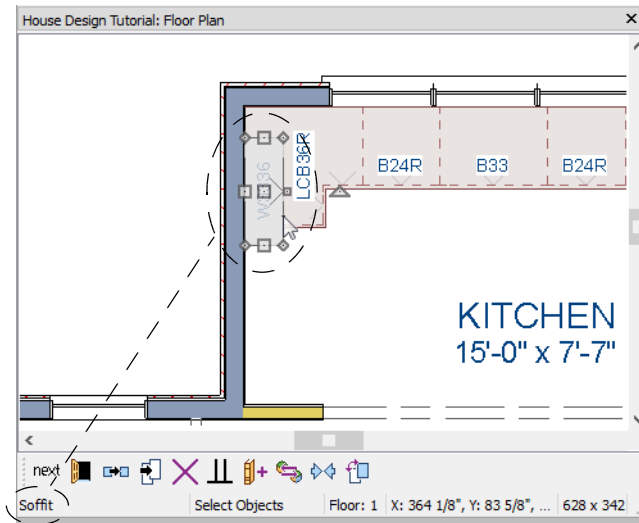 House Design Tutorial: Floor Plan
LCB36R
B24R
B33
B24R
KITCHEN
15'-0" x 7'-7"
next
Soffit
Select Objects
Floor: 1
X: 364 1/8", Y: 83 5/8", ...
628 x 342